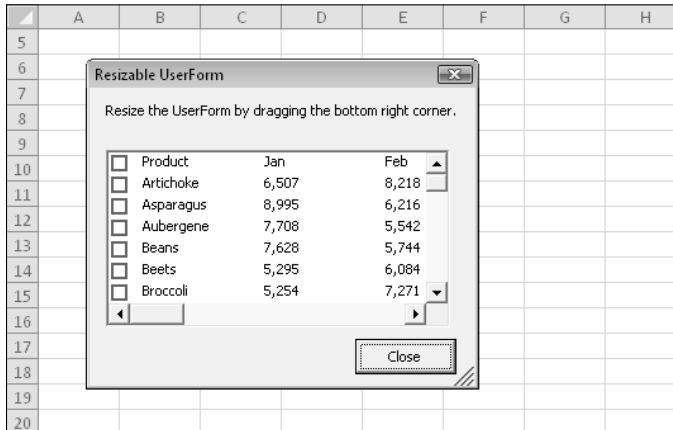 A B C D E F G H
5
6
7
8
9
10
11
12
13
14
15
16
17
18
19
20
Resizable UserForm
Resize the UserForm by dragging the bottom right corner.
Product Jan Feb
Artichoke 6,507 8,218
Asparagus 8,995 6,216
Aubergene 7,708 5,542
Beans 7,628 5,744
Beets 5,295 6,084
Broccoli 5,254 7,271
Close